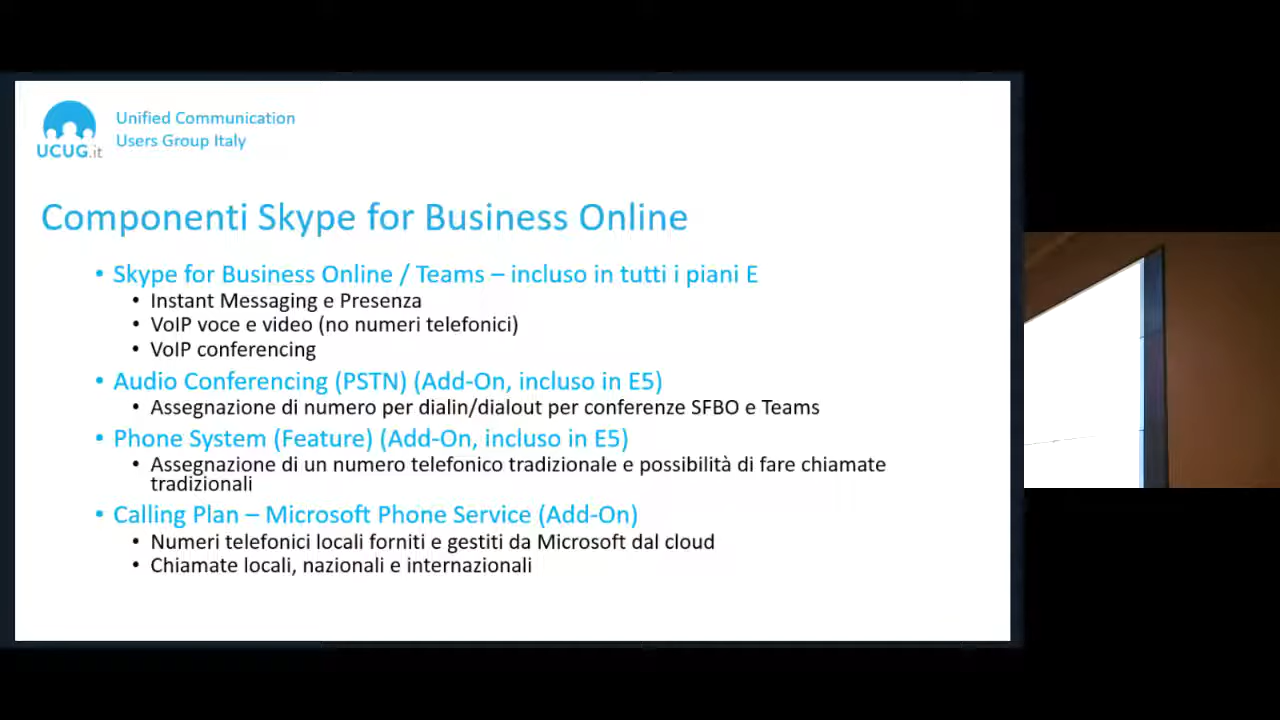 Unified Communication
Users Group Italy
UCUG.it
Componenti Skype for Business Online
• Skype for Business Online / Teams – incluso in tutti i piani E
• Instant Messaging e Presenza
• VoIP voce e video (no numeri telefonici)
• VoIP conferencing
• Audio Conferencing (PSTN) (Add-On, incluso in E5)
• Assegnazione di numero per dialin/dialout per conferenze SFBO e Teams
• Phone System (Feature) (Add-On, incluso in E5)
• Assegnazione di un numero telefonico tradizionale e possibilità di fare chiamate
tradizionali
• Calling Plan – Microsoft Phone Service (Add-On)
• Numeri telefonici locali forniti e gestiti da Microsoft dal cloud
• Chiamate locali, nazionali e internazionali